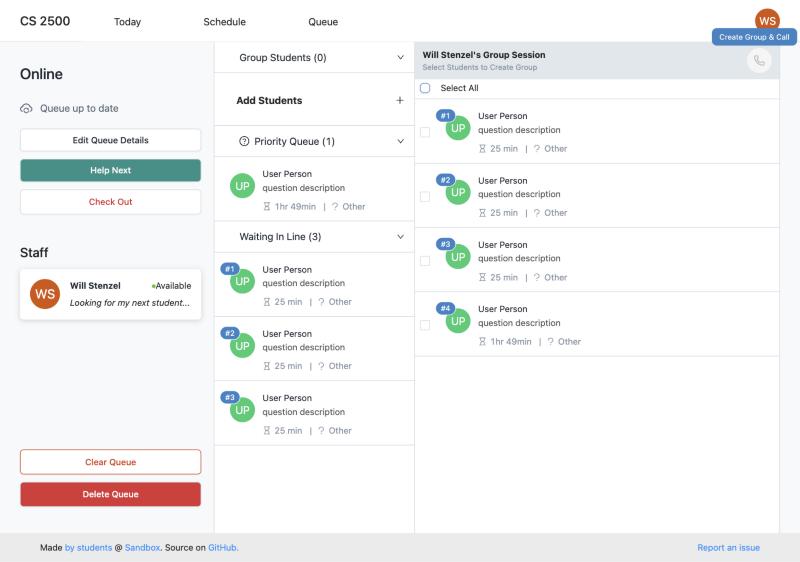 CS 2500
Today
Schedule
Queue
WS
Create Group & Call
Online
Queue up to date
Edit Queue Details
Help Next
Check Out
Staff
WS
Will Stenzel
Available
Looking for my next student...
Clear Queue
Delete Queue
Group Students (0)
Add Students
Priority Queue (1)
UP
User Person
question description
1hr 49min | Other
Waiting In Line (3)
#1
UP
User Person
question description
25 min | Other
#2
UP
User Person
question description
25 min | Other
#3
UP
User Person
question description
25 min | Other
Will Stenzel's Group Session
Select Students to Create Group
Select All
#1
UP
User Person
question description
25 min | Other
#2
UP
User Person
question description
25 min | Other
#3
UP
User Person
question description
25 min | Other
#4
UP
User Person
question description
1hr 49min | Other
Made by students @ Sandbox. Source on GitHub.
Report an issue